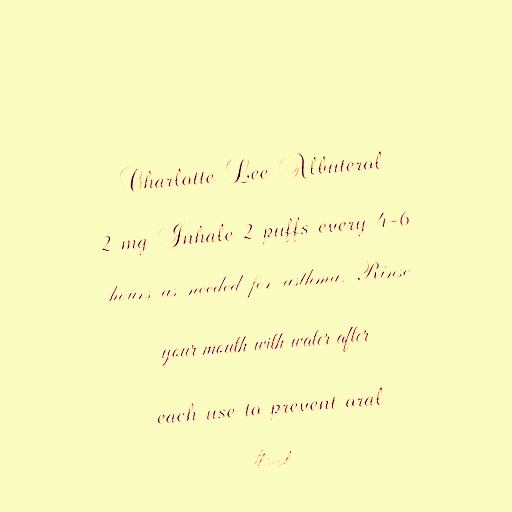 Charlotte Lee Albuterol
2 mg Inhale 2 puffs every 4-6
hours as needed for asthma. Rinse
your mouth with water after
each use to prevent oral